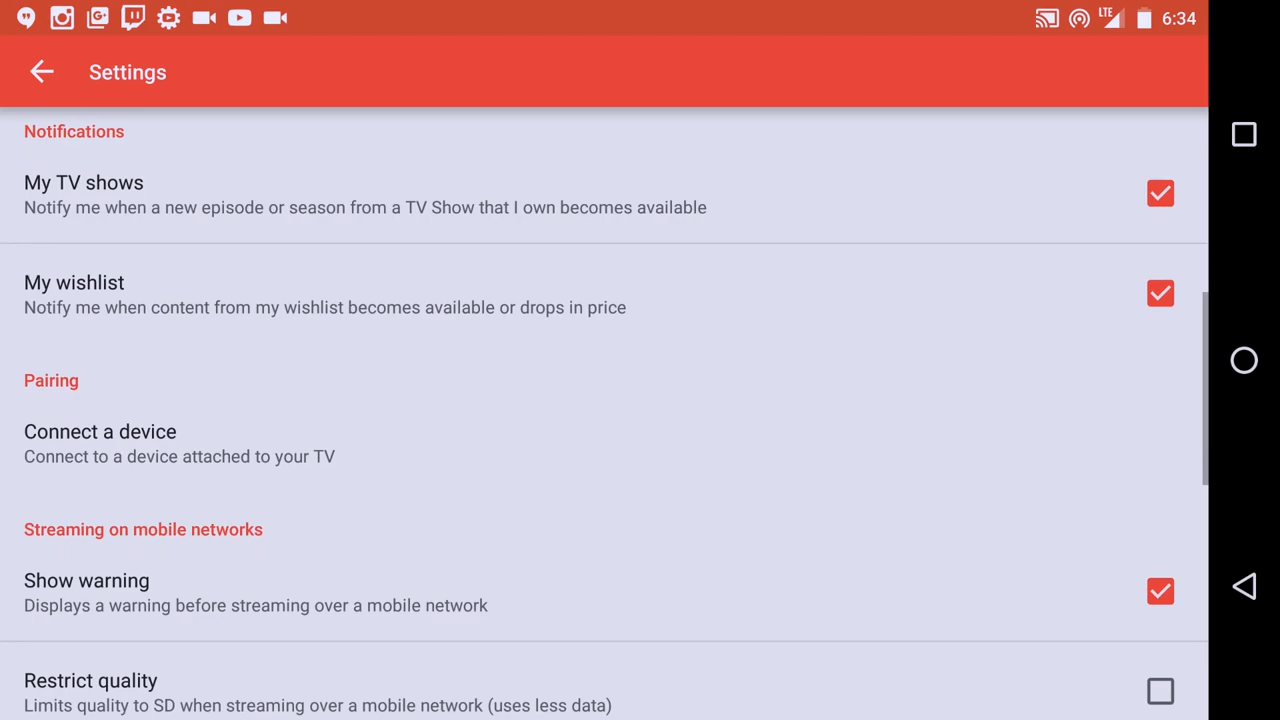 LTE 6:34
Settings
Notifications
My TV shows
Notify me when a new episode or season from a TV Show that I own becomes available
My wishlist
Notify me when content from my wishlist becomes available or drops in price
Pairing
Connect a device
Connect to a device attached to your TV
Streaming on mobile networks
Show warning
Displays a warning before streaming over a mobile network
Restrict quality
Limits quality to SD when streaming over a mobile network (uses less data)